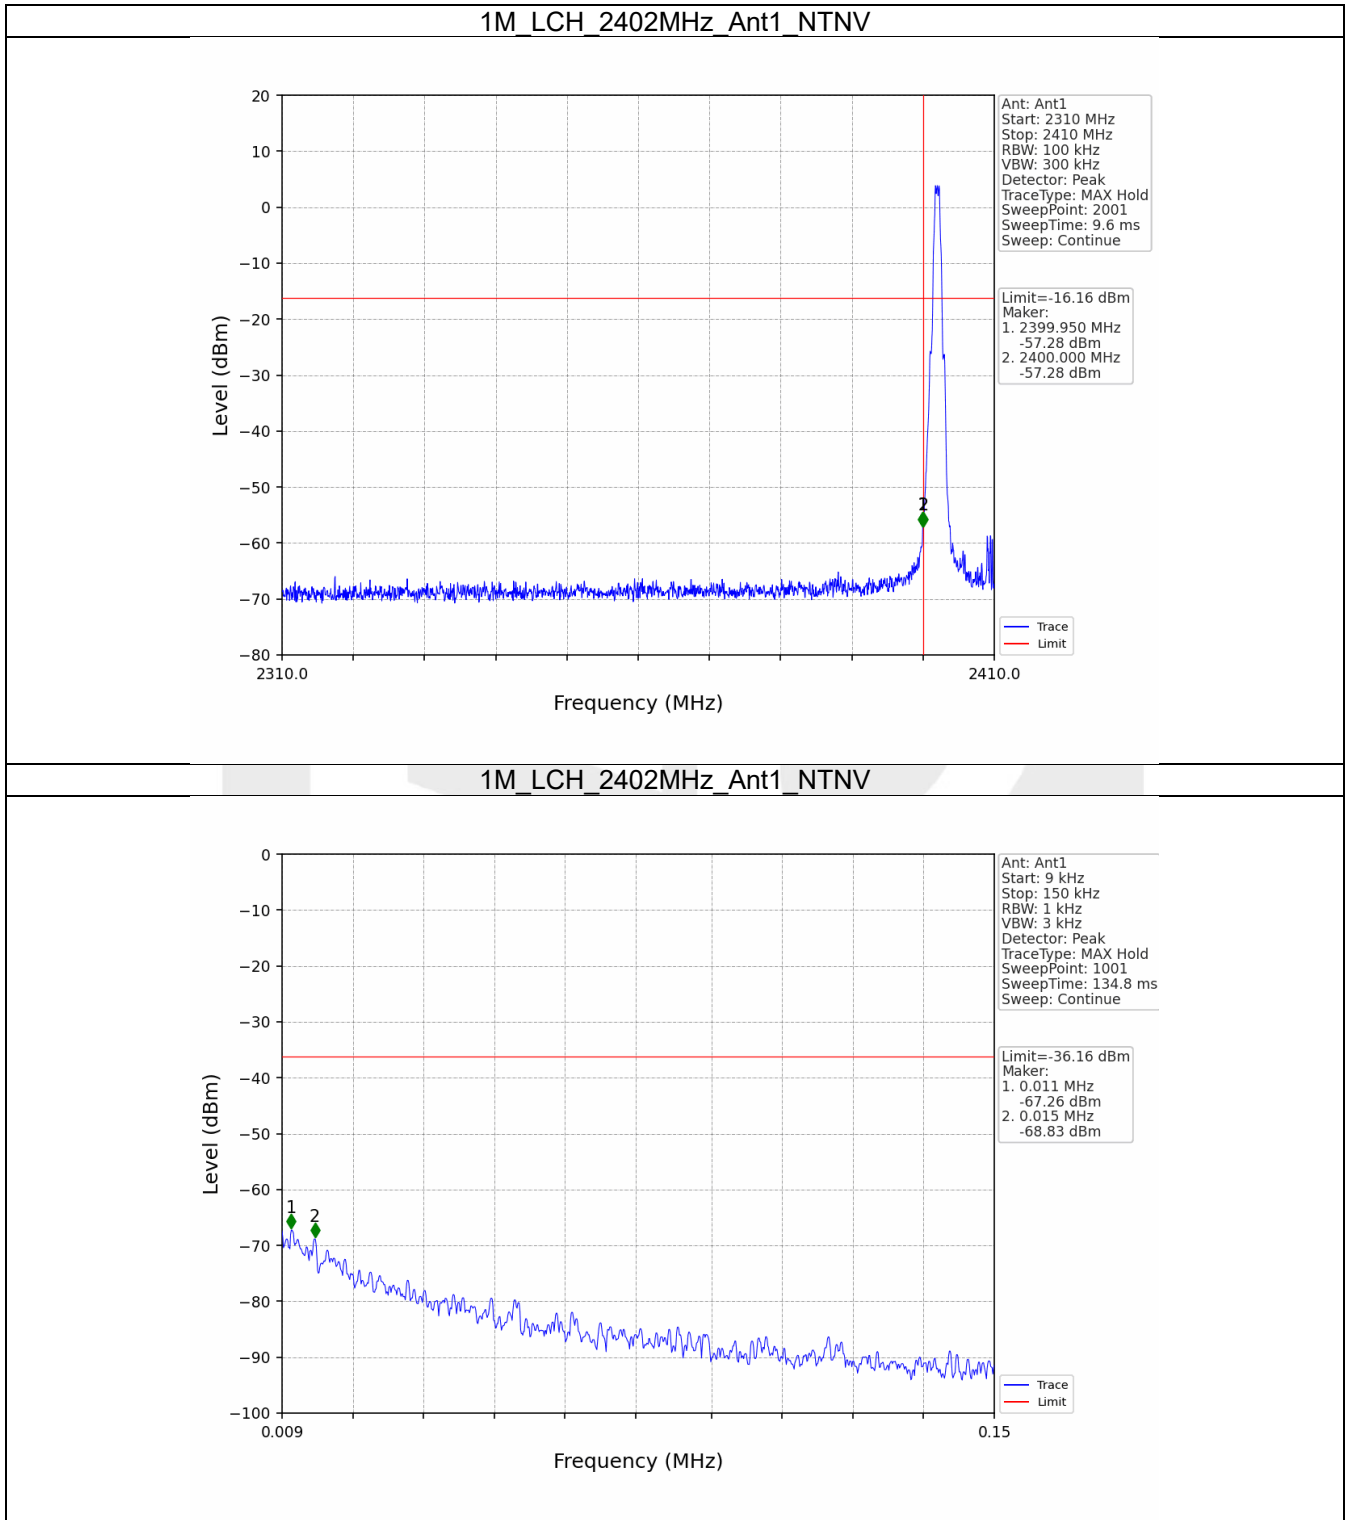 1M_LCH_2402MHz_Ant1_NTNV
20
10
0
−10
−20
−30
−40
−50
−60
−70
−80
Level (dBm)
2
2310.0
2410.0
Frequency (MHz)
Ant: Ant1
Start: 2310 MHz
Stop: 2410 MHz
RBW: 100 kHz
VBW: 300 kHz
Detector: Peak
TraceType: MAX Hold
SweepPoint: 2001
SweepTime: 9.6 ms
Sweep: Continue
Limit=-16.16 dBm
Maker:
1. 2399.950 MHz
-57.28 dBm
2. 2400.000 MHz
-57.28 dBm
Trace
Limit
1M_LCH_2402MHz_Ant1_NTNV
0
−10
−20
−30
−40
−50
−60
−70
−80
−90
−100
Level (dBm)
1
2
0.009
0.15
Frequency (MHz)
Ant: Ant1
Start: 9 kHz
Stop: 150 kHz
RBW: 1 kHz
VBW: 3 kHz
Detector: Peak
TraceType: MAX Hold
SweepPoint: 1001
SweepTime: 134.8 ms
Sweep: Continue
Limit=-36.16 dBm
Maker:
1. 0.011 MHz
-67.26 dBm
2. 0.015 MHz
-68.83 dBm
Trace
Limit